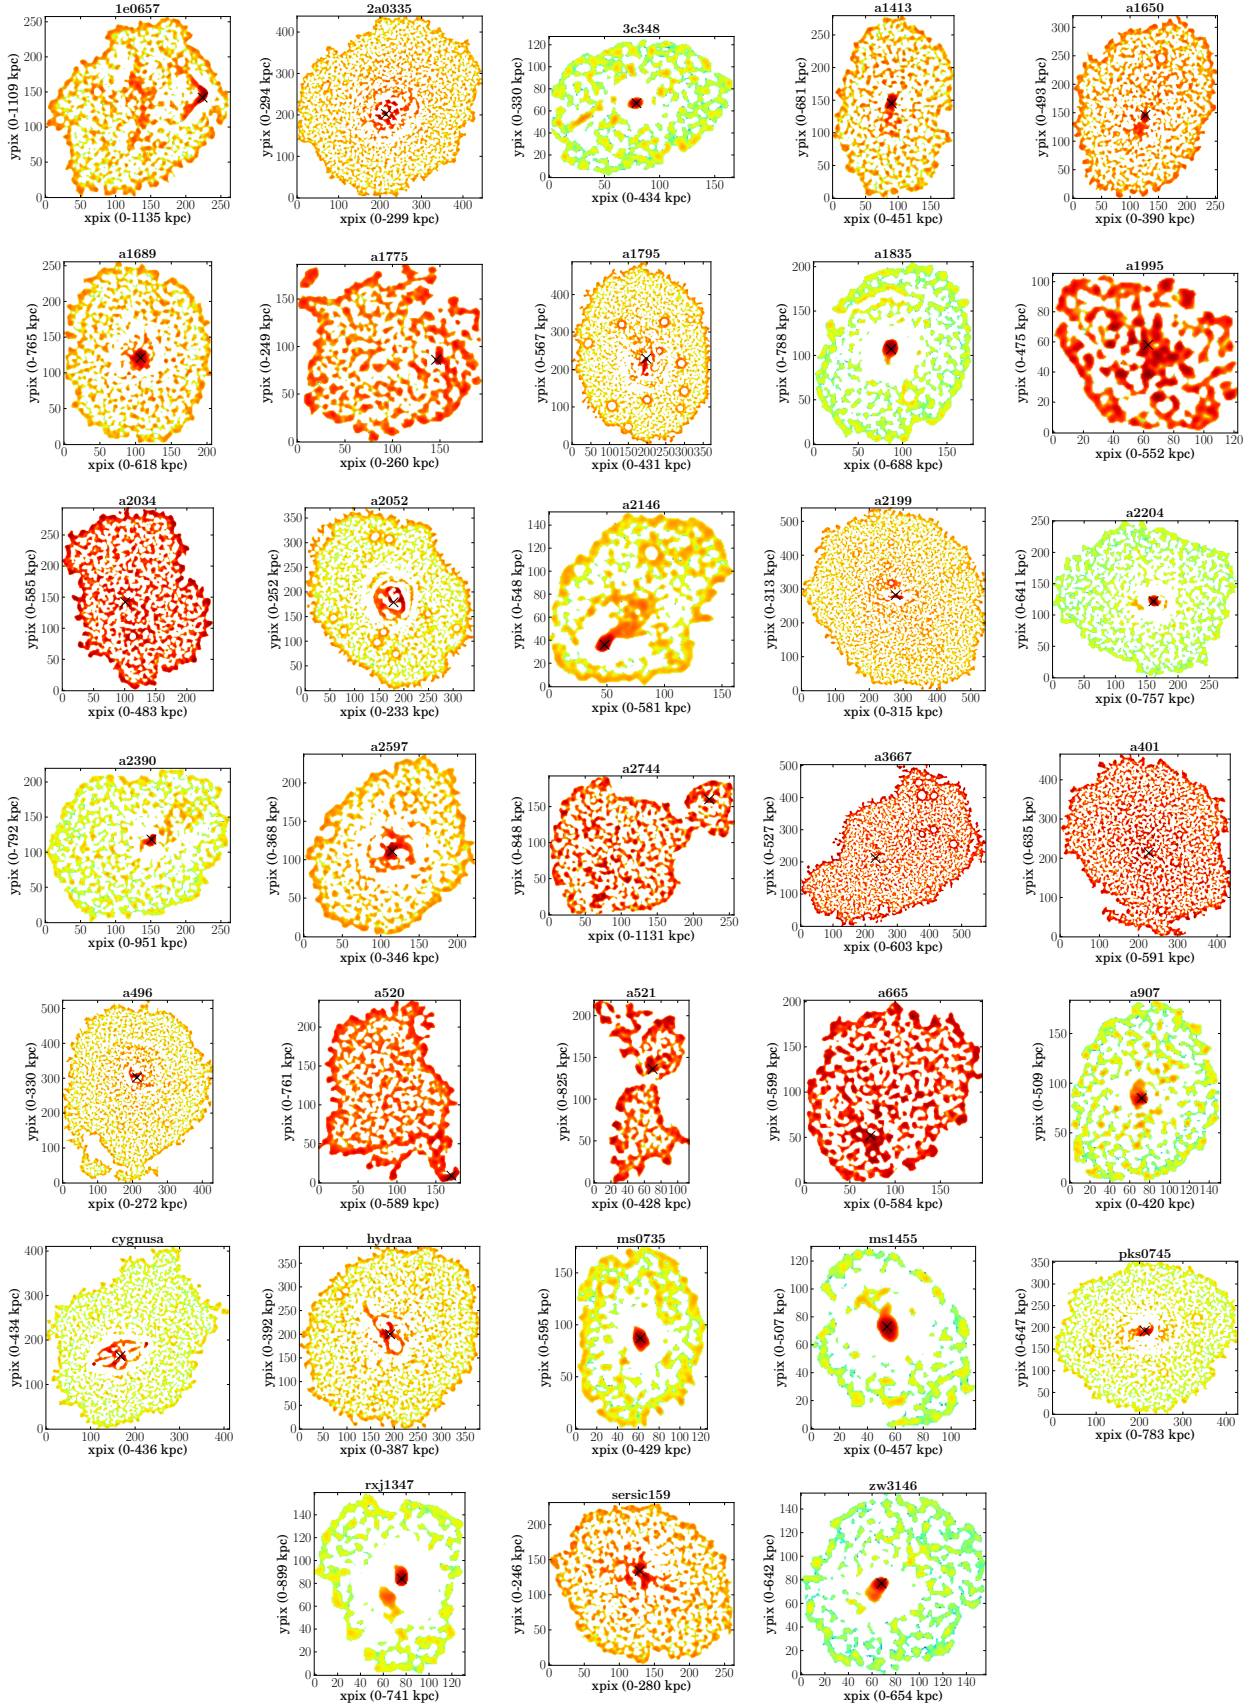 1e0657
2a0335
3c348
a1413
a1650
ypix (0-1109 kpc)
ypix (0-294 kpc)
ypix (0-330 kpc)
ypix (0-681 kpc)
ypix (0-493 kpc)
xpix (0-1135 kpc)
xpix (0-299 kpc)
xpix (0-434 kpc)
xpix (0-451 kpc)
xpix (0-390 kpc)
a1689
a1775
a1795
a1835
a1995
ypix (0-765 kpc)
ypix (0-249 kpc)
ypix (0-567 kpc)
ypix (0-788 kpc)
ypix (0-475 kpc)
xpix (0-618 kpc)
xpix (0-260 kpc)
xpix (0-431 kpc)
xpix (0-688 kpc)
xpix (0-552 kpc)
a2034
a2052
a2146
a2199
a2204
ypix (0-585 kpc)
ypix (0-252 kpc)
ypix (0-548 kpc)
ypix (0-313 kpc)
ypix (0-641 kpc)
xpix (0-483 kpc)
xpix (0-233 kpc)
xpix (0-581 kpc)
xpix (0-315 kpc)
xpix (0-757 kpc)
a2390
a2597
a2744
a3667
a401
ypix (0-792 kpc)
ypix (0-368 kpc)
ypix (0-848 kpc)
ypix (0-527 kpc)
ypix (0-635 kpc)
xpix (0-951 kpc)
xpix (0-346 kpc)
xpix (0-1131 kpc)
xpix (0-603 kpc)
xpix (0-591 kpc)
a496
a520
a521
a665
a907
ypix (0-330 kpc)
ypix (0-761 kpc)
ypix (0-825 kpc)
ypix (0-599 kpc)
ypix (0-509 kpc)
xpix (0-272 kpc)
xpix (0-589 kpc)
xpix (0-428 kpc)
xpix (0-584 kpc)
xpix (0-420 kpc)
cygnusa
hydraa
ms0735
ms1455
pks0745
ypix (0-434 kpc)
ypix (0-392 kpc)
ypix (0-595 kpc)
ypix (0-507 kpc)
ypix (0-647 kpc)
xpix (0-436 kpc)
xpix (0-387 kpc)
xpix (0-429 kpc)
xpix (0-457 kpc)
xpix (0-783 kpc)
rxj1347
sersic159
zw3146
ypix (0-899 kpc)
ypix (0-246 kpc)
ypix (0-642 kpc)
xpix (0-741 kpc)
xpix (0-280 kpc)
xpix (0-654 kpc)